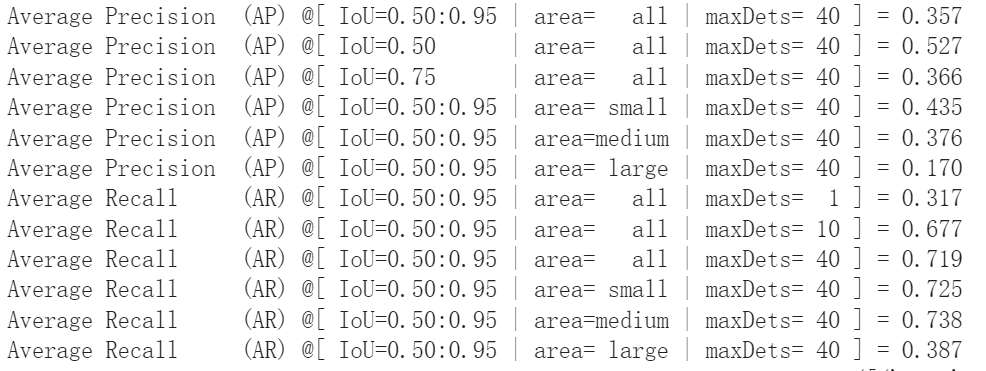 Average Precision (AP) @[ IoU=0.50:0.95 | area= all | maxDets= 40 ] = 0.357
Average Precision (AP) @[ IoU=0.50 | area= all | maxDets= 40 ] = 0.527
Average Precision (AP) @[ IoU=0.75 | area= all | maxDets= 40 ] = 0.366
Average Precision (AP) @[ IoU=0.50:0.95 | area= small | maxDets= 40 ] = 0.435
Average Precision (AP) @[ IoU=0.50:0.95 | area=medium | maxDets= 40 ] = 0.376
Average Precision (AP) @[ IoU=0.50:0.95 | area= large | maxDets= 40 ] = 0.170
Average Recall (AR) @[ IoU=0.50:0.95 | area= all | maxDets= 1 ] = 0.317
Average Recall (AR) @[ IoU=0.50:0.95 | area= all | maxDets= 10 ] = 0.677
Average Recall (AR) @[ IoU=0.50:0.95 | area= all | maxDets= 40 ] = 0.719
Average Recall (AR) @[ IoU=0.50:0.95 | area= small | maxDets= 40 ] = 0.725
Average Recall (AR) @[ IoU=0.50:0.95 | area=medium | maxDets= 40 ] = 0.738
Average Recall (AR) @[ IoU=0.50:0.95 | area= large | maxDets= 40 ] = 0.387